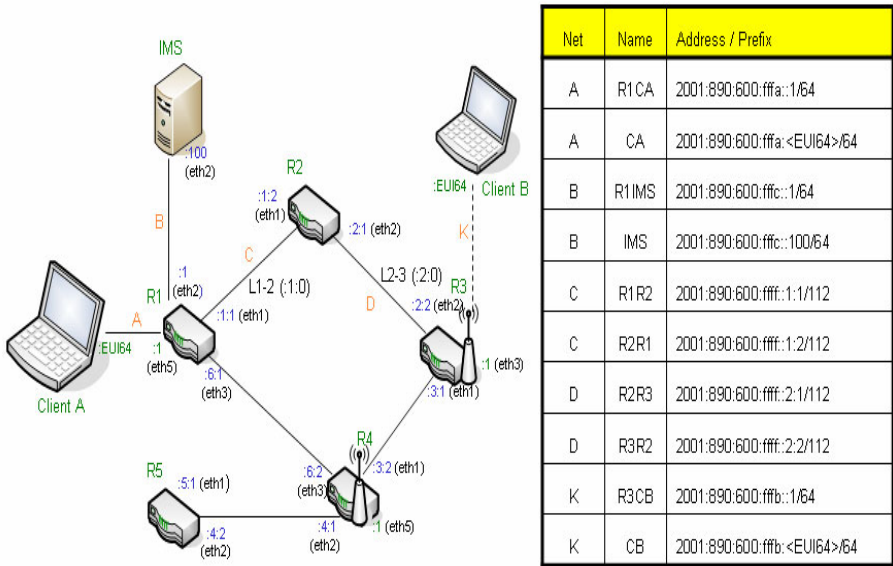 IMS
:100
(eth2)
B
:1
(eth2)
R1
A
:EUI64
:1
(eth5)
Client A
:1:1 (eth1)
:6:1
(eth3)
C
L1-2 (:1:0)
R2
:1:2
(eth1)
:2:1 (eth2)
L2-3 (:2:0)
D
:EUI64
Client B
K
R3
:2:2 (eth2)
:1 (eth3)
:3:1 (eth1)
R4
:6:2
(eth3)
:3:2 (eth1)
:4:1
(eth2)
:1 (eth5)
R5
:5:1 (eth1)
:4:2
(eth2)
Net Name Address / Prefix
A R1CA 2001:890:600:fffa::1/64
A CA 2001:890:600:fffa:<EUI64>/64
B R1IMS 2001:890:600:fffc::1/64
B IMS 2001:890:600:fffc::100/64
C R1R2 2001:890:600:ffff::1:1/112
C R2R1 2001:890:600:ffff::1:2/112
D R2R3 2001:890:600:ffff::2:1/112
D R3R2 2001:890:600:ffff::2:2/112
K R3CB 2001:890:600:fffb::1/64
K CB 2001:890:600:fffb:<EUI64>/64